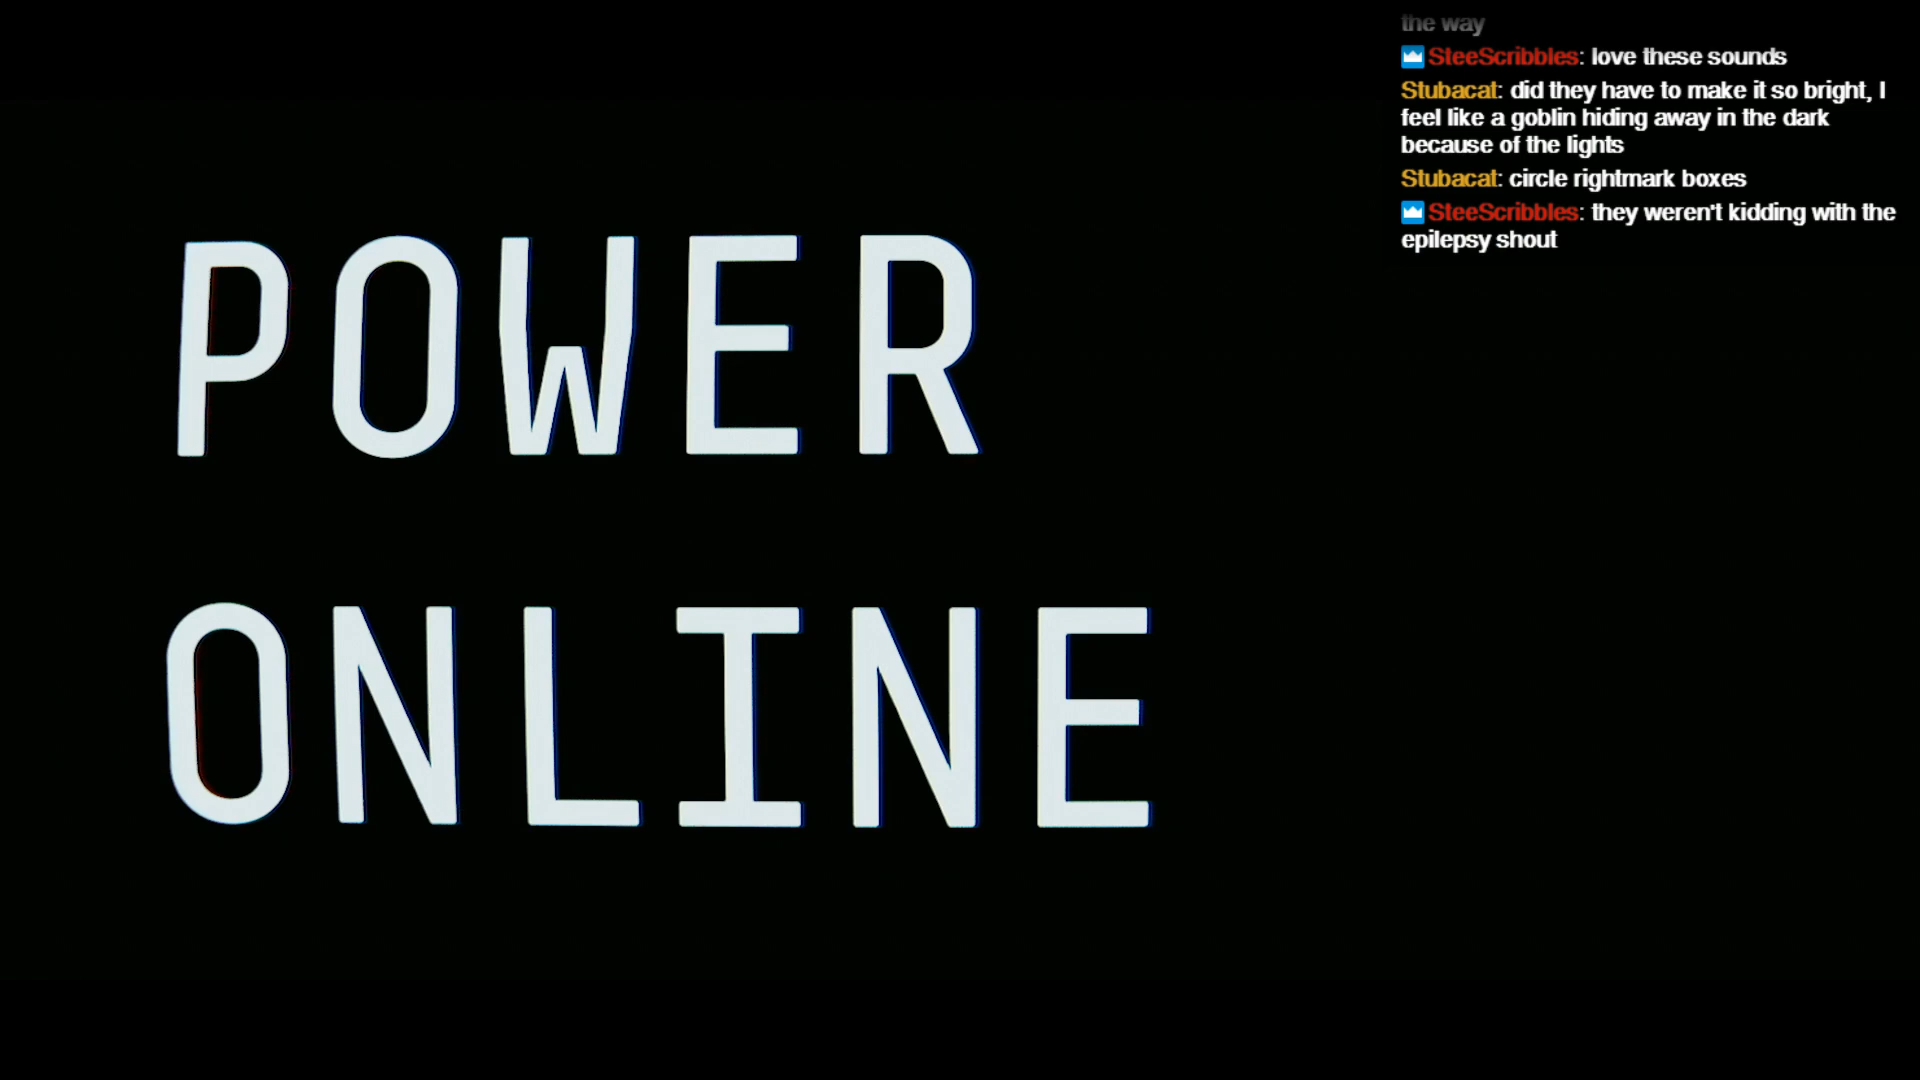 POWER
ONLINE
the way
SteeScribbles: love these sounds
Stubacat: did they have to make it so bright, I
feel like a goblin hiding away in the dark
because of the lights
Stubacat: circle rightmark boxes
SteeScribbles: they weren't kidding with the
epilepsy shout